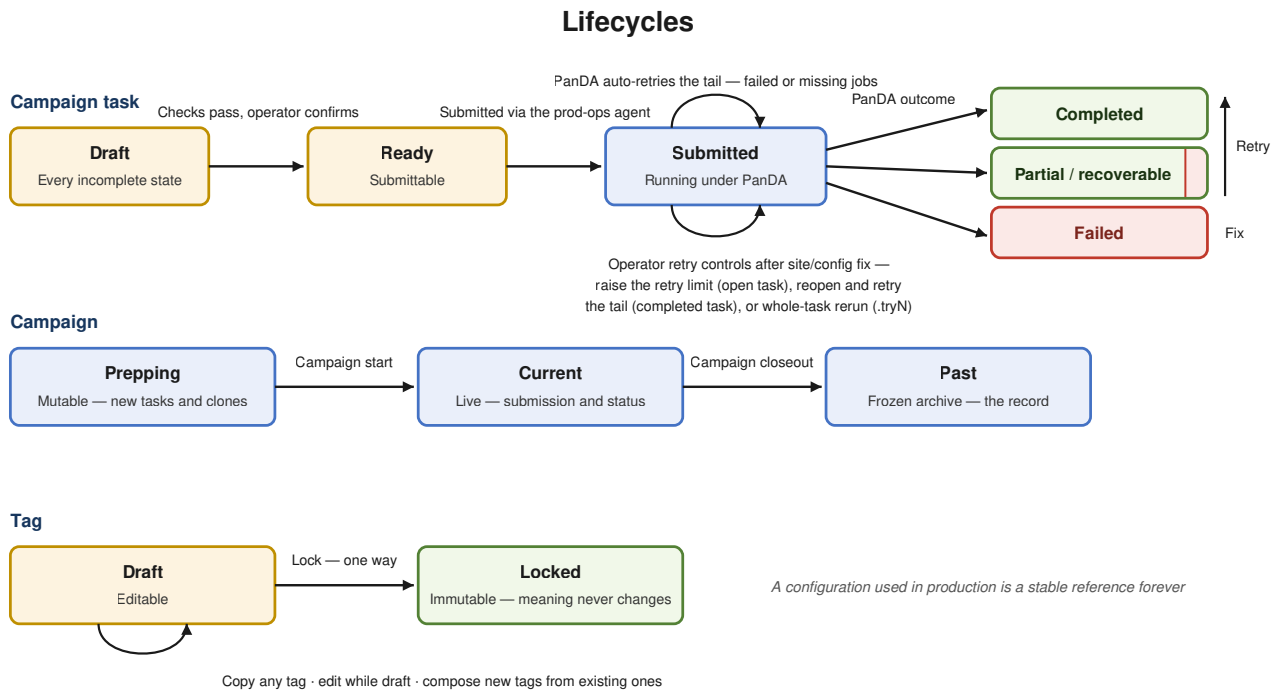 Lifecycles
Campaign task
Checks pass, operator confirms
Submitted via the prod-ops agent
PanDA auto-retries the tail — failed or missing jobs
PanDA outcome
Draft
Every incomplete state
Ready
Submittable
Submitted
Running under PanDA
Completed
Partial / recoverable
Failed
Retry
Fix
Operator retry controls after site/config fix —
raise the retry limit (open task), reopen and retry
the tail (completed task), or whole-task rerun (.tryN)
Campaign
Prepping
Mutable — new tasks and clones
Campaign start
Current
Live — submission and status
Campaign closeout
Past
Frozen archive — the record
Tag
Draft
Editable
Lock — one way
Locked
Immutable — meaning never changes
A configuration used in production is a stable reference forever
Copy any tag · edit while draft · compose new tags from existing ones